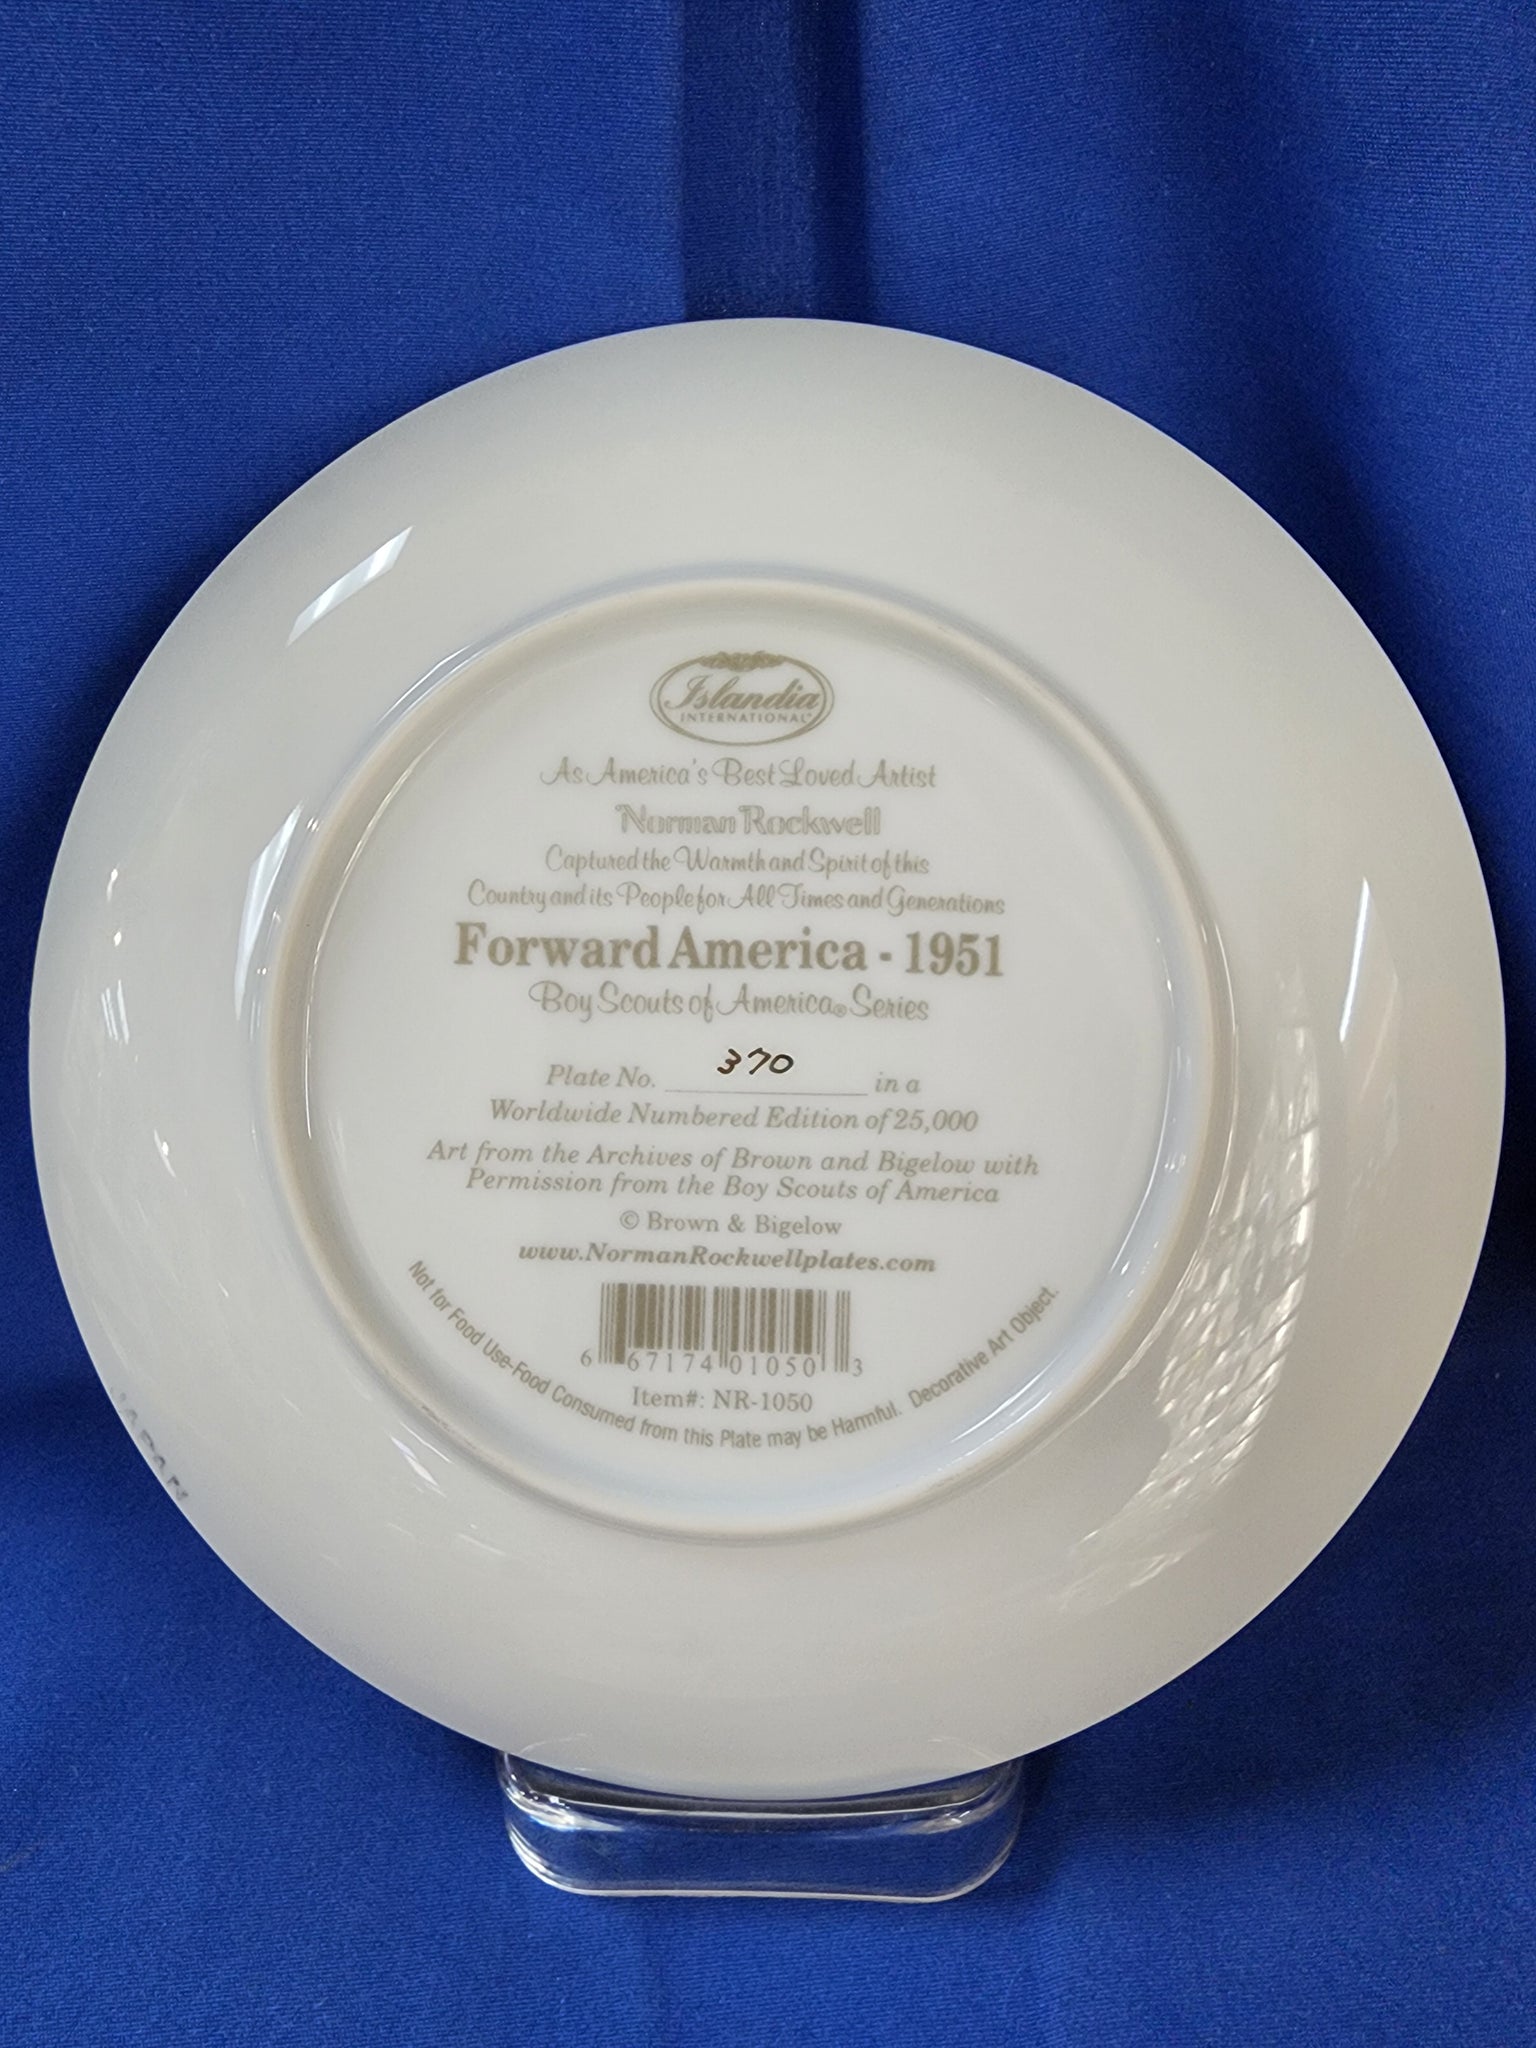 Islandia
INTERNATIONAL
As America's Best Loved Artist
Norman Rockwell
Captured the Warmth and Spirit of this
Country and its People for All Times and Generations
Forward America - 1951
Boy Scouts of America® Series
Plate No. 370 in a
Worldwide Numbered Edition of 25,000
Art from the Archives of Brown and Bigelow with
Permission from the Boy Scouts of America
© Brown & Bigelow
www.NormanRockwellplates.com
6 67174 01050 3
Item#: NR-1050
Not for Food Use-Food Consumed from this Plate may be Harmful. Decorative Art Object.
JAPAN